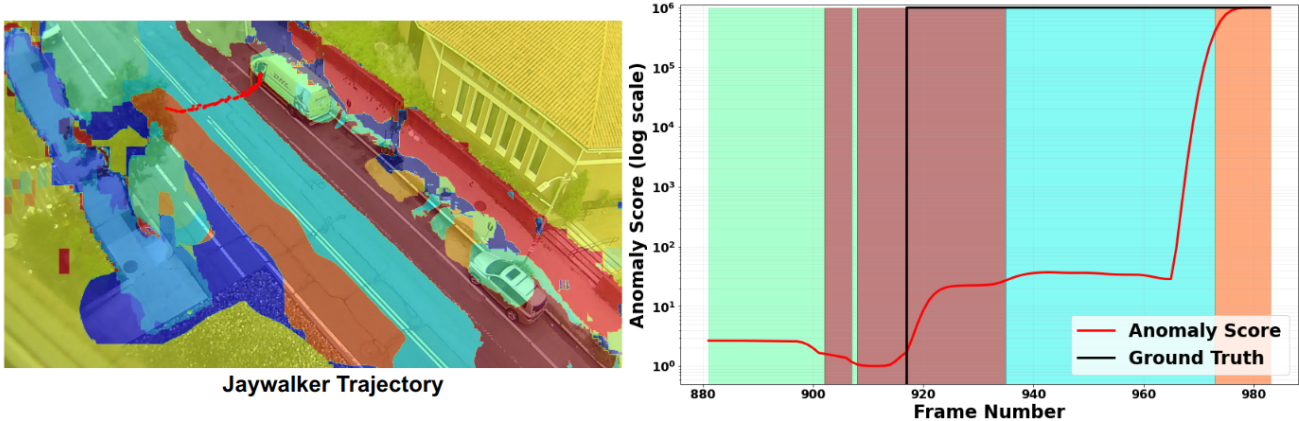 Jaywalker Trajectory
Anomaly Score (log scale)
10⁶
10⁵
10⁴
10³
10²
10¹
10⁰
880
900
920
940
960
980
Frame Number
Anomaly Score
Ground Truth